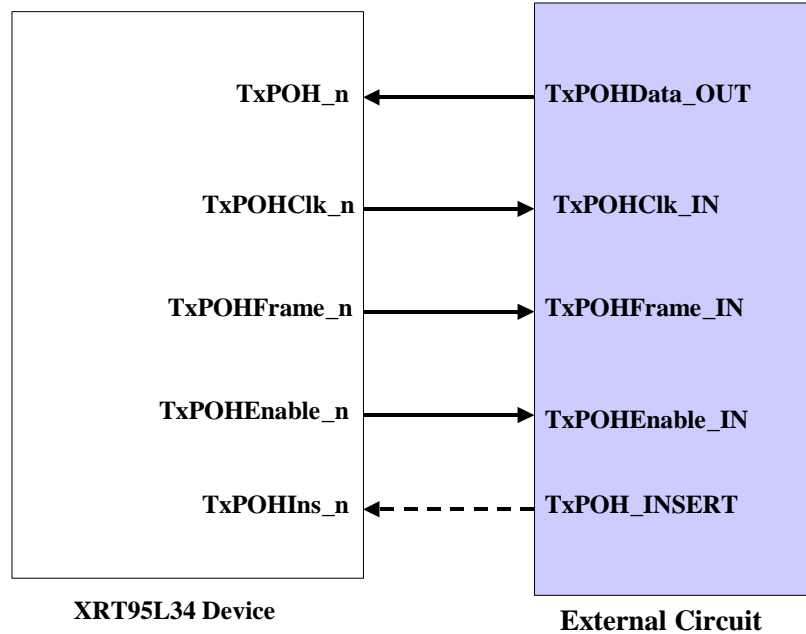 TxPOH_n TxPOHData_OUT
TxPOHClk_n TxPOHClk_IN
TxPOHFrame_n TxPOHFrame_IN
TxPOHEnable_n TxPOHEnable_IN
TxPOHIns_n TxPOH_INSERT
XRT95L34 Device External Circuit